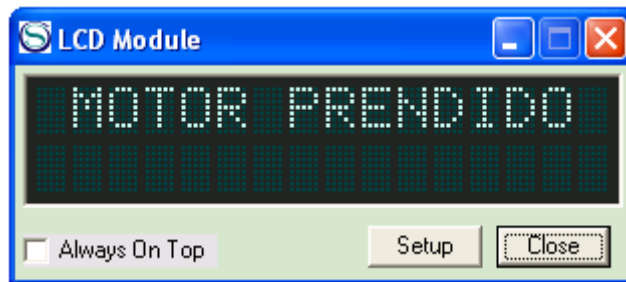 LCD Module
MOTOR PRENDIDO
Always On Top
Setup
Close